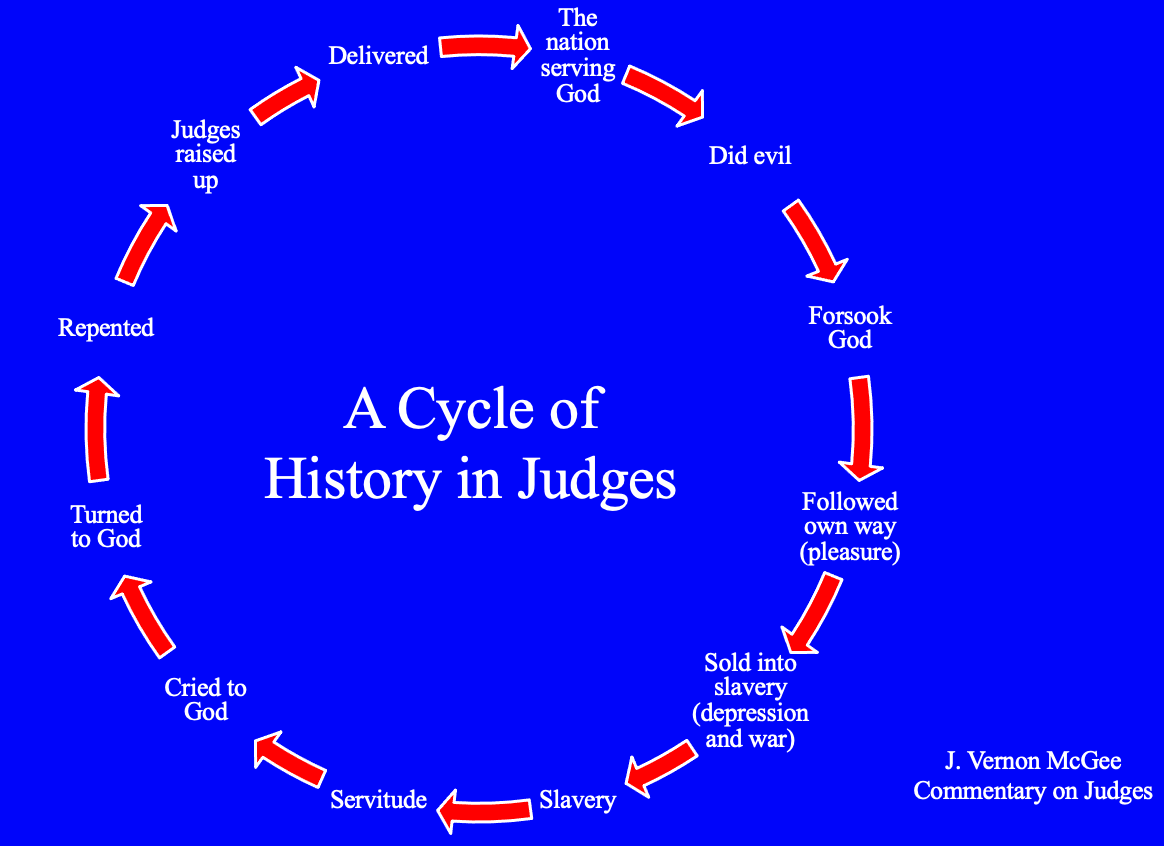 The
nation
serving
God
Did evil
Forsook
God
Followed
own way
(pleasure)
Sold into
slavery
(depression
and war)
Slavery
Servitude
Cried to
God
Turned
to God
Repented
Judges
raised
up
Delivered
A Cycle of
History in Judges
J. Vernon McGee
Commentary on Judges